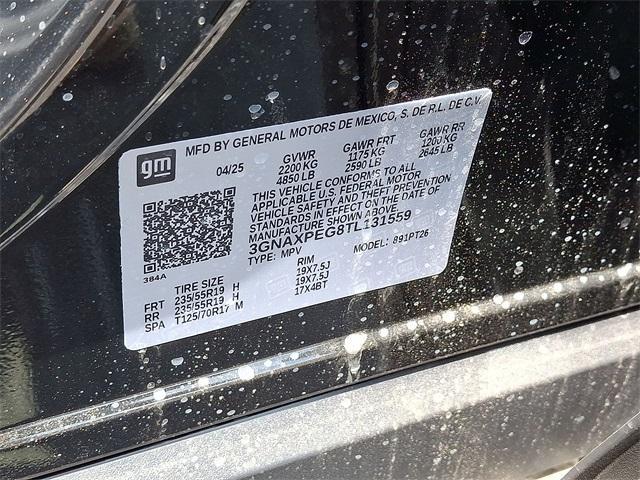 gm
MFD BY GENERAL MOTORS DE MEXICO, S. DE R.L. DE C.V.
04/25
GVWR GAWR FRT GAWR RR
2200 KG 1175 KG 1200 KG
4850 LB 2590 LB 2645 LB
THIS VEHICLE CONFORMS TO ALL
APPLICABLE U.S. FEDERAL MOTOR
VEHICLE SAFETY AND THEFT PREVENTION
STANDARDS IN EFFECT ON THE DATE OF
MANUFACTURE SHOWN ABOVE
3GNAXPEG8TL131559
TYPE: MPV MODEL: 891PT26
384A
TIRE SIZE RIM
FRT 235/55R19 H 19X7.5J
RR 235/55R19 H 19X7.5J
SPA T125/70R17 M 17X4BT